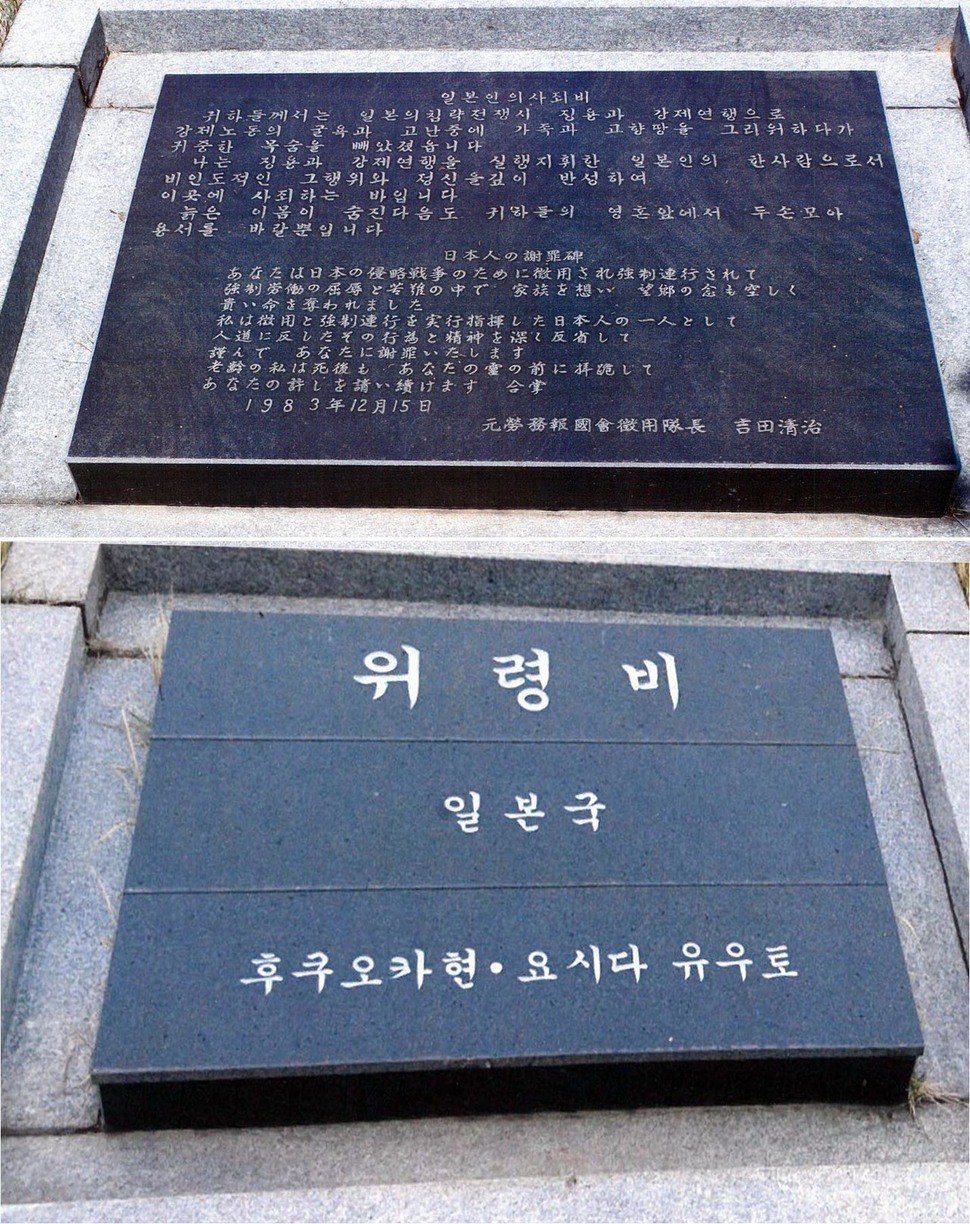 일본인의사죄비
귀하들께서는 일본의침략전쟁시 징용과 강제연행으로
강제노동의 굴욕과 고난중에 가족과 고향땅을 그리워하다가
귀중한 목숨을 빼았겼읍니다
나는 징용과 강제연행을 실행지휘한 일본인의 한사람으로서
비인도적인 그행위와 정신을깊이 반성하여
이곳에 사죄하는 바입니다
늙은 이몸이 숨진다음도 귀하들의 영혼앞에서 두손모아
용서를 바랄뿐입니다
日本人の謝罪碑
あなたは日本の侵略戦争のために徴用され強制連行されて
強制労働の屈辱と苦難の中で 家族を想い 望郷の念も空しく
貴い命を奪われました
私は徴用と強制連行を実行指揮した日本人の一人として
人道に反したその行為と精神を深く反省して
謹んで あなたに謝罪いたします
老齢の私は死後も あなたの霊の前に拝跪して
あなたの許しを請い続けます 合掌
1983年12月15日
元勞務報國會徴用隊長 吉田清治
위령비
일본국
후쿠오카현·요시다 유우토